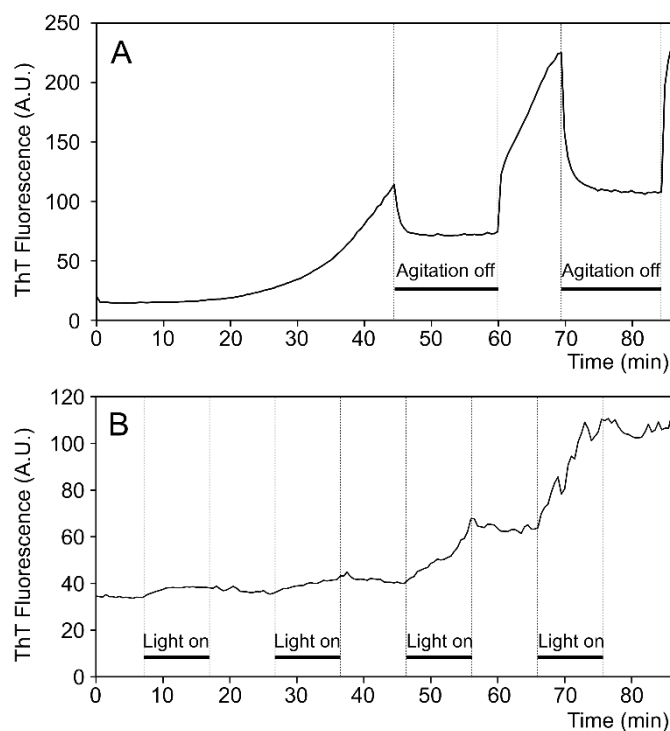 A
ThT Fluorescence (A.U.)
250
200
150
100
50
0
Agitation off Agitation off
0 10 20 30 40 50 60 70 80
Time (min)
B
ThT Fluorescence (A.U.)
120
100
80
60
40
20
0
Light on Light on Light on Light on
0 10 20 30 40 50 60 70 80
Time (min)